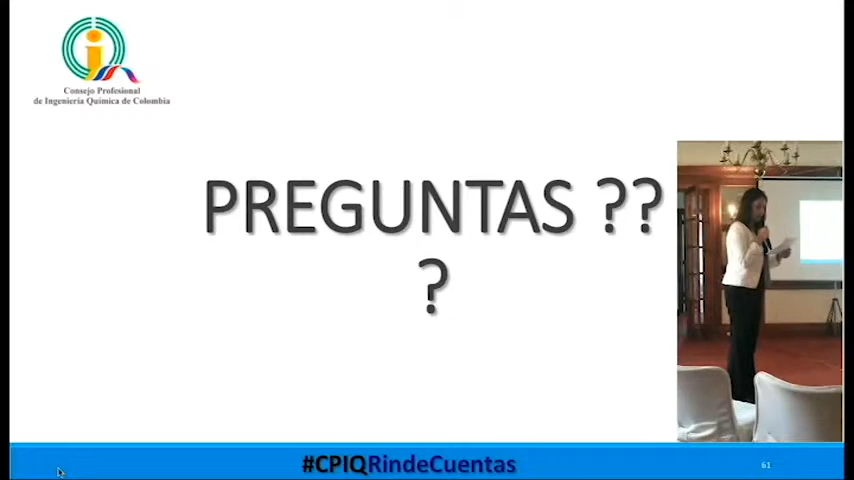 Consejo Profesional
de Ingeniería Química de Colombia
PREGUNTAS ??
?
#CPIQRindeCuentas
61